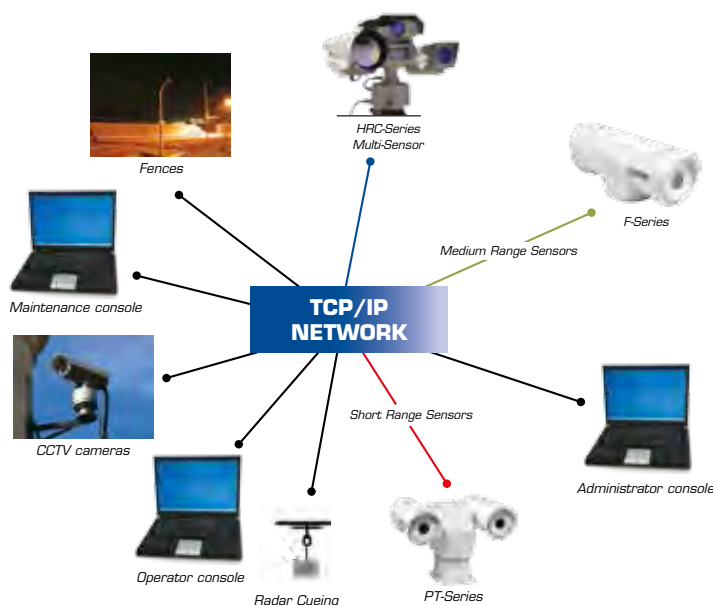 HRC-Series
Multi-Sensor
Fences
F-Series
Medium Range Sensors
Maintenance console
TCP/IP
NETWORK
Short Range Sensors
CCTV cameras
Administrator console
Operator console
PT-Series
Radar Cueing